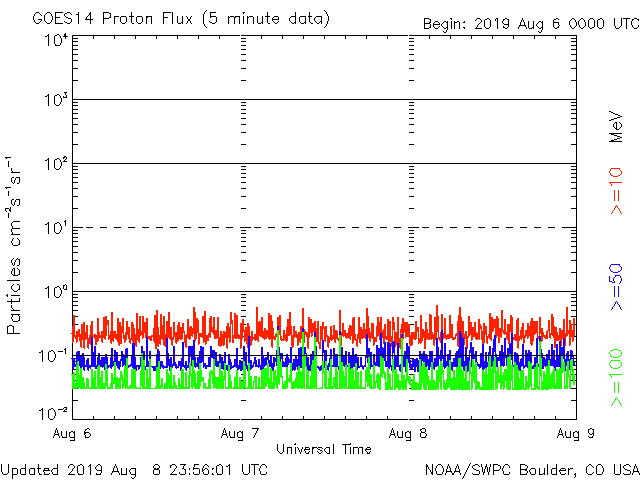 GOES14 Proton Flux (5 minute data)
Begin: 2019 Aug 6 0000 UTC
Particles cm⁻²s⁻¹sr⁻¹
10⁴
10³
10²
10¹
10⁰
10⁻¹
10⁻²
Aug 6
Aug 7
Aug 8
Aug 9
Universal Time
MeV
>=10
>=50
>=100
Updated 2019 Aug 8 23:56:01 UTC
NOAA/SWPC Boulder, CO USA